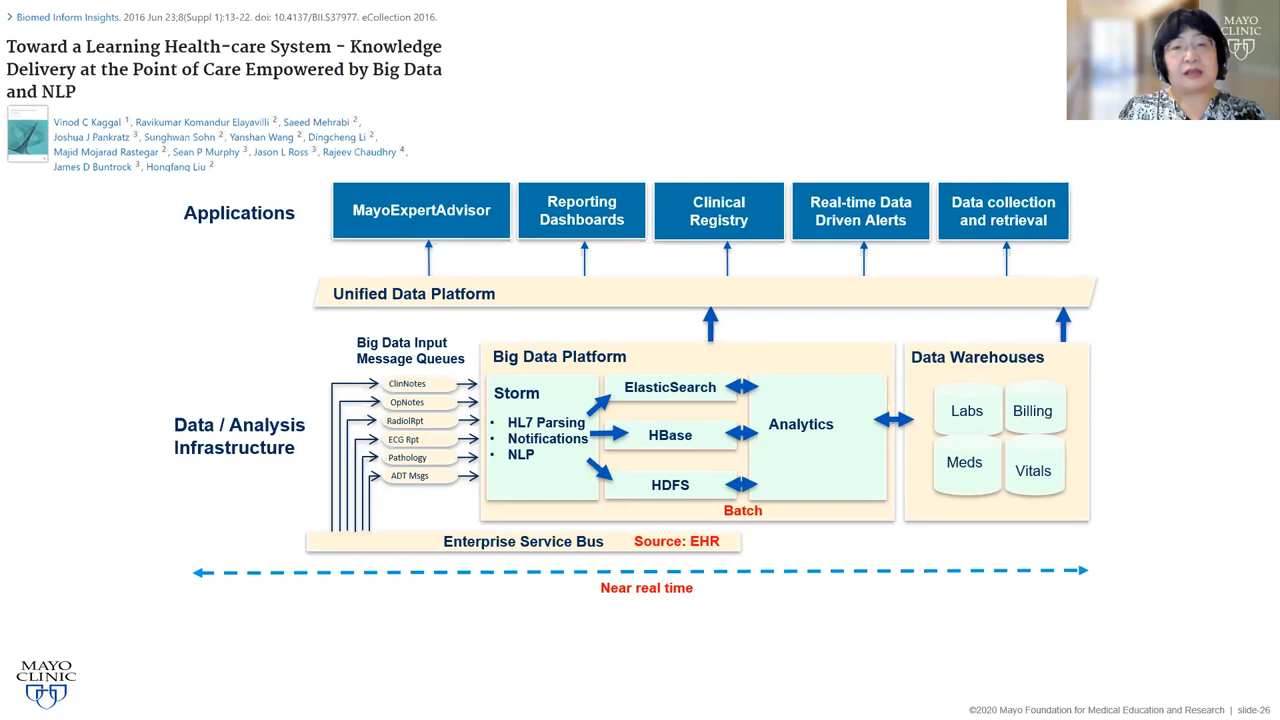 > Biomed Inform Insights. 2016 Jun 23;8(Suppl 1):13-22. doi: 10.4137/BII.S37977. eCollection 2016.
Toward a Learning Health-care System - Knowledge
Delivery at the Point of Care Empowered by Big Data
and NLP
Vinod C Kaggal 1, Ravikumar Komandur Elayavilli 2, Saeed Mehrabi 2,
Joshua J Pankratz 3, Sunghwan Sohn 2, Yanshan Wang 2, Dingcheng Li 2,
Majid Mojarad Rastegar 2, Sean P Murphy 3, Jason L Ross 3, Rajeev Chaudhry 4,
James D Buntrock 3, Hongfang Liu 2
MAYO
CLINIC
Applications
MayoExpertAdvisor
Reporting
Dashboards
Clinical
Registry
Real-time Data
Driven Alerts
Data collection
and retrieval
Unified Data Platform
Data / Analysis
Infrastructure
Big Data Input
Message Queues
ClinNotes
OpNotes
RadiolRpt
ECG Rpt
Pathology
ADT Msgs
Big Data Platform
Storm
• HL7 Parsing
• Notifications
• NLP
ElasticSearch
HBase
HDFS
Analytics
Batch
Data Warehouses
Labs
Billing
Meds
Vitals
Enterprise Service Bus Source: EHR
Near real time
MAYO
CLINIC
©2020 Mayo Foundation for Medical Education and Research | slide-26